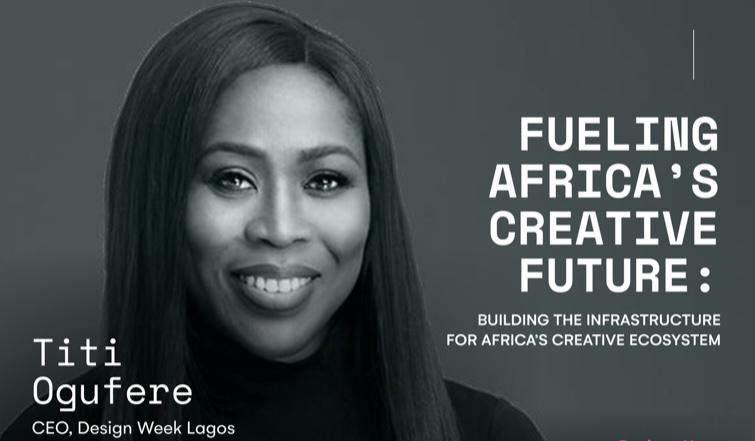 FUELING
AFRICA'S
CREATIVE
FUTURE:
BUILDING THE INFRASTRUCTURE
FOR AFRICA'S CREATIVE ECOSYSTEM
Titi
Ogufere
CEO, Design Week Lagos